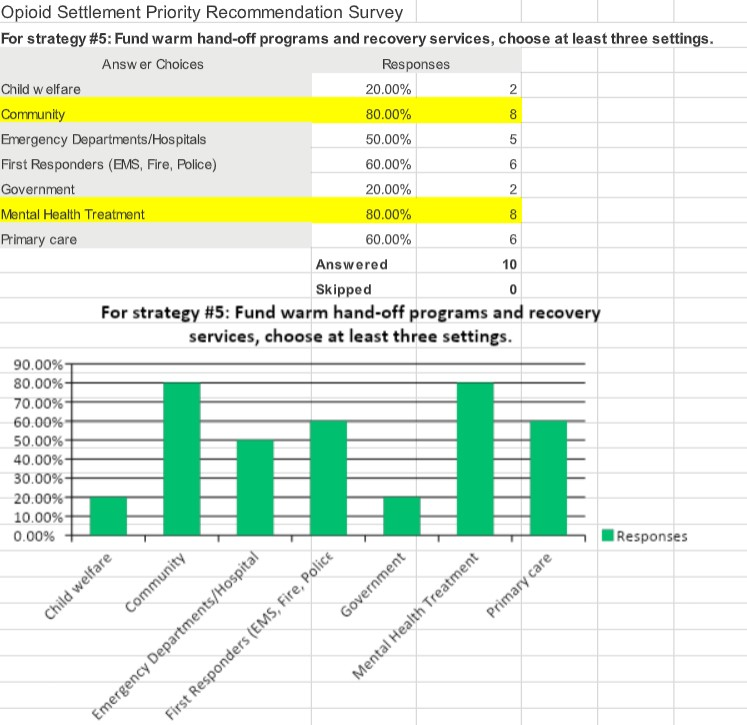 Opioid Settlement Priority Recommendation Survey
For strategy #5: Fund warm hand-off programs and recovery services, choose at least three settings.
Answer Choices Responses
Child welfare 20.00% 2
Community 80.00% 8
Emergency Departments/Hospitals 50.00% 5
First Responders (EMS, Fire, Police) 60.00% 6
Government 20.00% 2
Mental Health Treatment 80.00% 8
Primary care 60.00% 6
Answered 10
Skipped 0
For strategy #5: Fund warm hand-off programs and recovery
services, choose at least three settings.
90.00%
80.00%
70.00%
60.00%
50.00%
40.00%
30.00%
20.00%
10.00%
0.00%
Responses
Child welfare
Community
Emergency Departments/Hospital
First Responders (EMS, Fire, Police
Government
Mental Health Treatment
Primary care